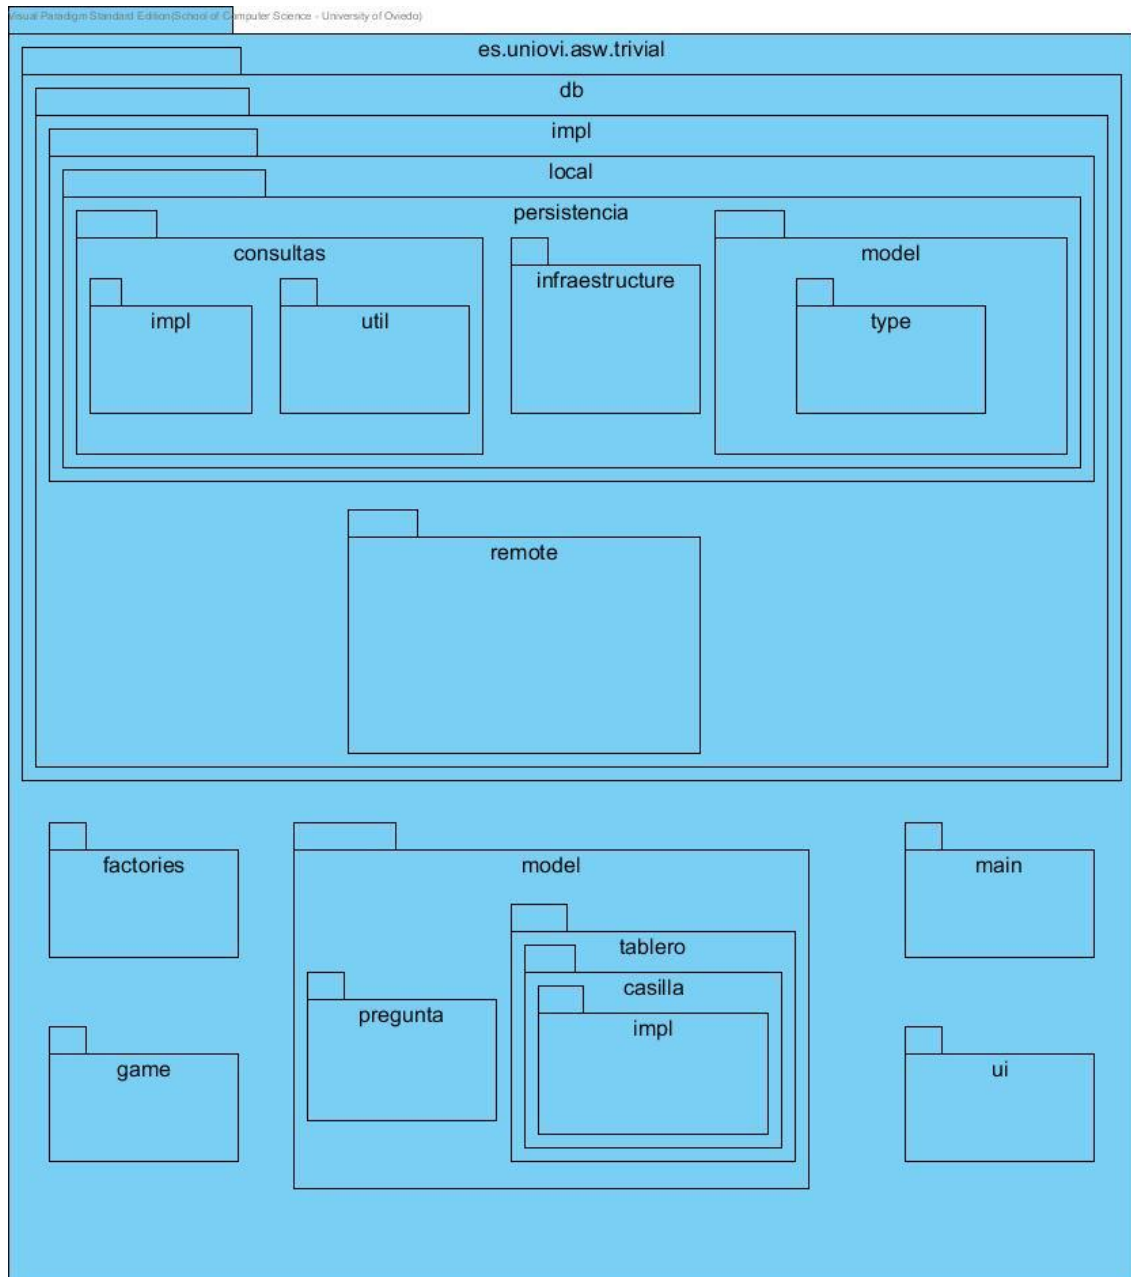 Visual Paradigm Standard Edition(School of Computer Science - University of Oviedo)
es.uniovi.asw.trivial
db
impl
local
persistencia
consultas
infraestructure
model
impl
util
type
remote
factories
model
main
tablero
casilla
pregunta
impl
game
ui